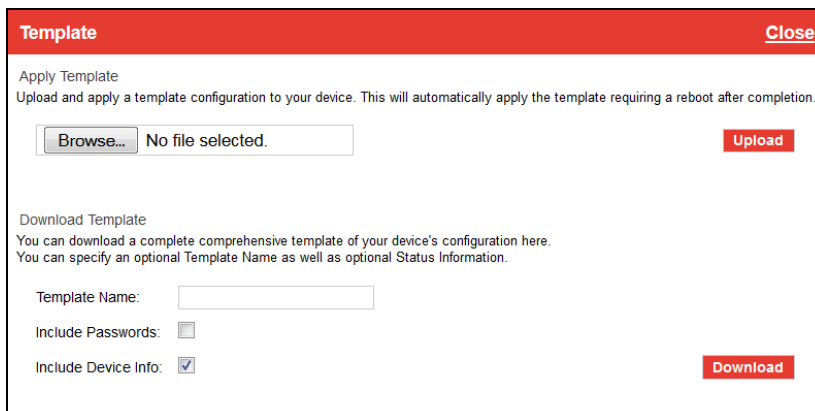 Template Close
Apply Template
Upload and apply a template configuration to your device. This will automatically apply the template requiring a reboot after completion.
Browse... No file selected. Upload
Download Template
You can download a complete comprehensive template of your device's configuration here.
You can specify an optional Template Name as well as optional Status Information.
Template Name:
Include Passwords:
Include Device Info: Download